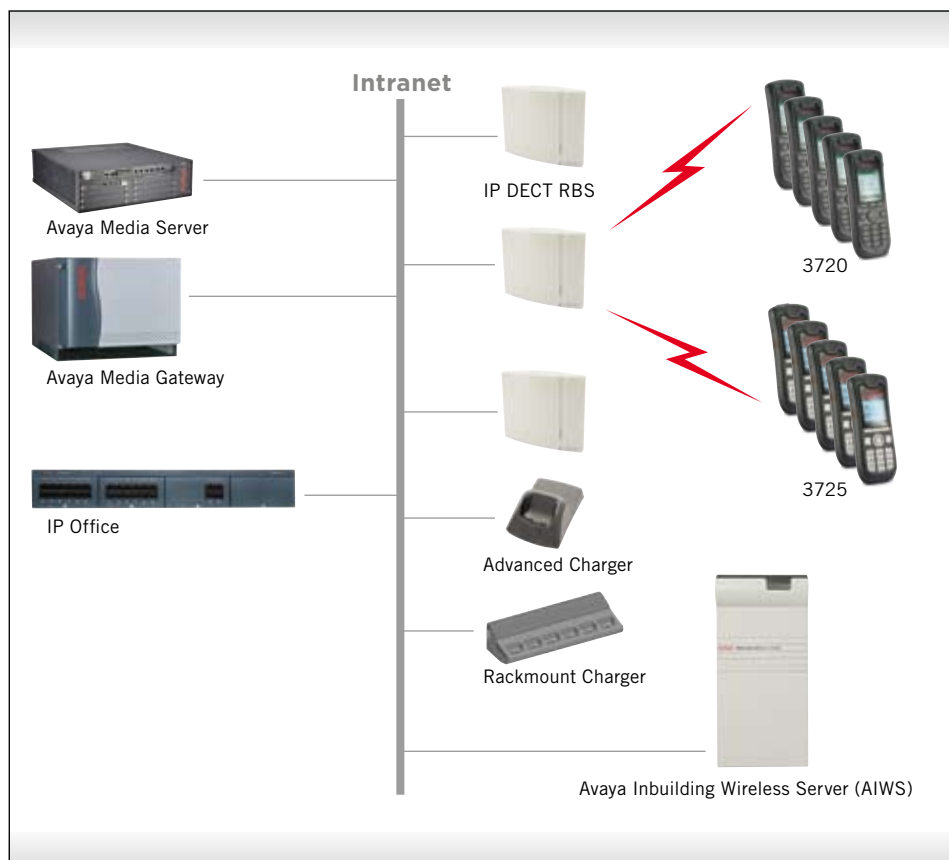 Intranet
Avaya Media Server
IP DECT RBS
3720
Avaya Media Gateway
3725
IP Office
Advanced Charger
Rackmount Charger
Avaya Inbuilding Wireless Server (AIWS)